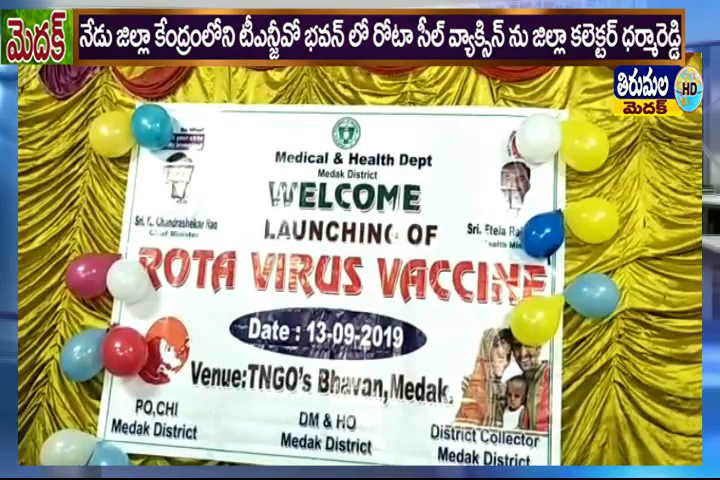 మెదక్
నేడు జిల్లా కేంద్రంలోని టీఎన్జీవో భవన్ లో రోటా సీల్ వ్యాక్సిన్ ను జిల్లా కలెక్టర్ ధర్మారెడ్డి
తిరుమల
HD
మెదక్
Medical & Health Dept
Medak District
WELCOME
Sri. K. Chandrashekar Rao
Chief Minister
Sri. Etela
LAUNCHING OF
ROTA VIRUS VACCINE
Date : 13-09-2019
Venue:TNGO's Bhavan,Medak.
PO,CHI
Medak District
DM & HO
Medak District
District Collector
Medak District